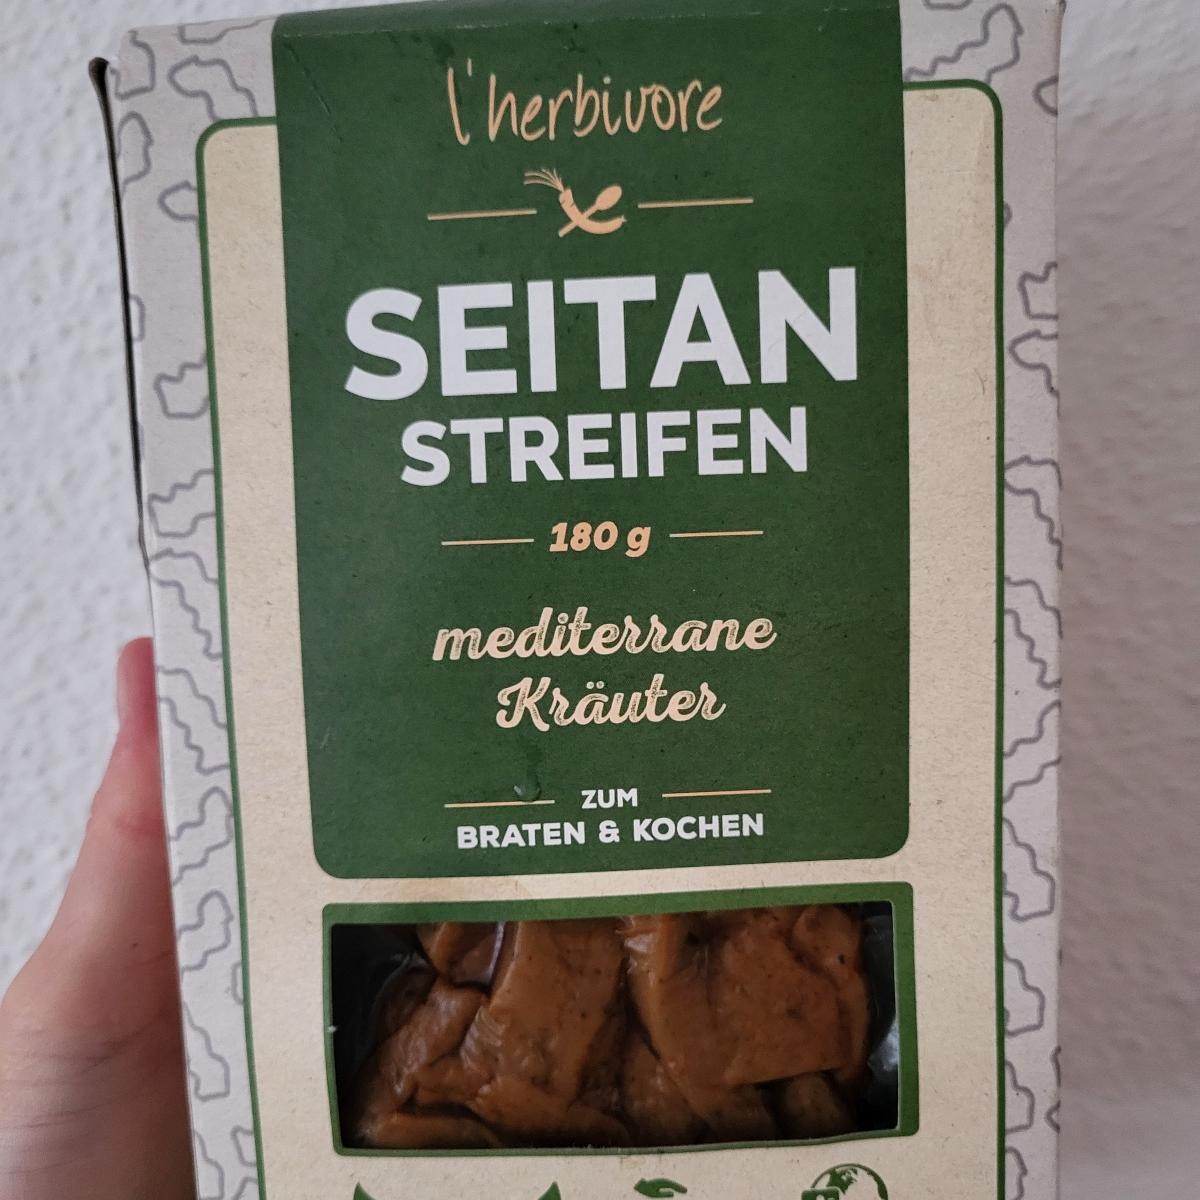 l'herbivore
SEITAN
STREIFEN
180 g
mediterrane
Kräuter
ZUM
BRATEN & KOCHEN